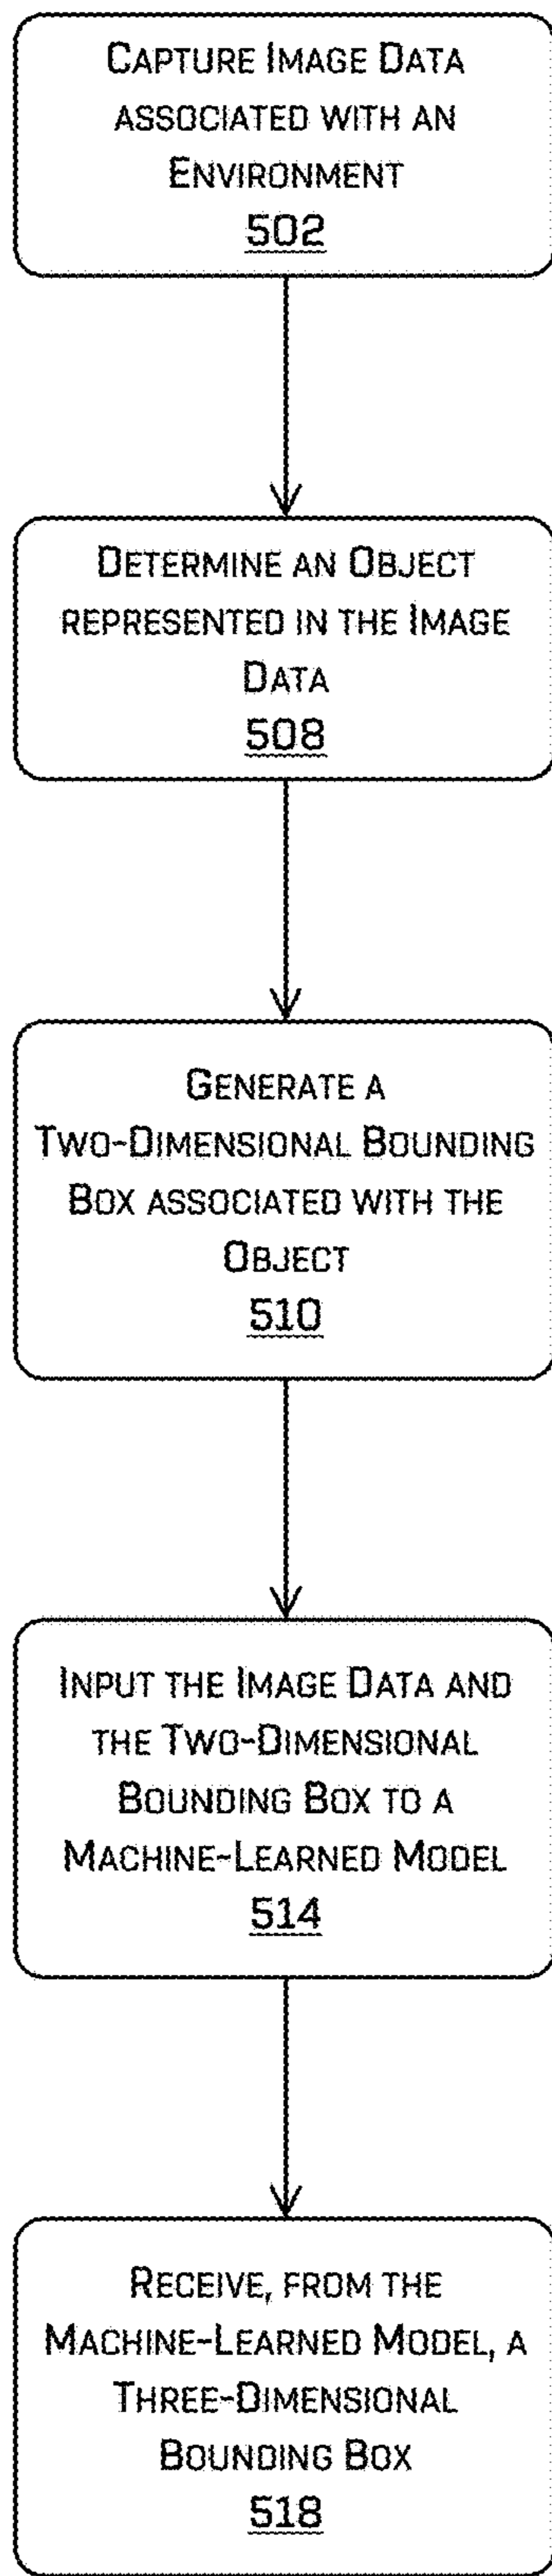 Capture Image Data
associated with an
Environment
502
Determine an Object
represented in the Image
Data
508
Generate a
Two-Dimensional Bounding
Box associated with the
Object
510
Input the Image Data and
the Two-Dimensional
Bounding Box to a
Machine-Learned Model
514
Receive, from the
Machine-Learned Model, a
Three-Dimensional
Bounding Box
518